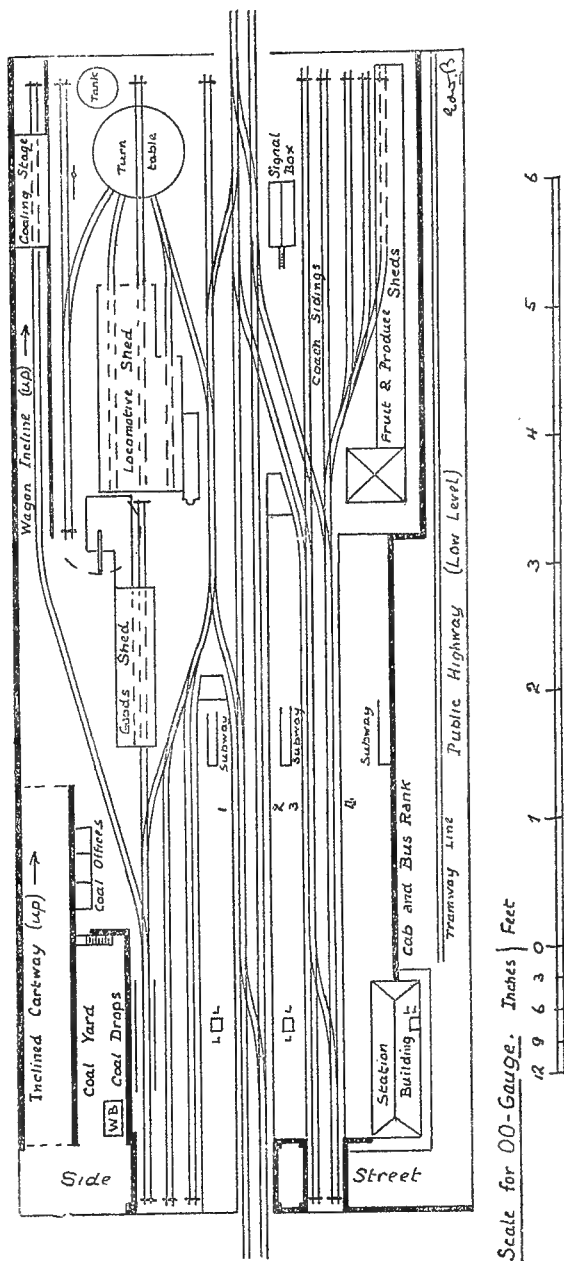 Tank
Coaling Stage
Turn
table
Wagon Incline (up) →
Locomotive Shed
Goods Shed
Signal
Box
Coach Sidings
Fruit & Produce Sheds
Inclined Cartway (up) →
Coal Offices
Coal Yard
Coal Drops
WB
Subway
Subway
Subway
1
2
3
4
L
L
L
L
L
Cab and Bus Rank
Tramway Line
Public Highway (Low Level)
Station
Building
Side
Street
Scale for OO-Gauge. Inches Feet
12 9 6 3 0 1 2 3 4 5 6